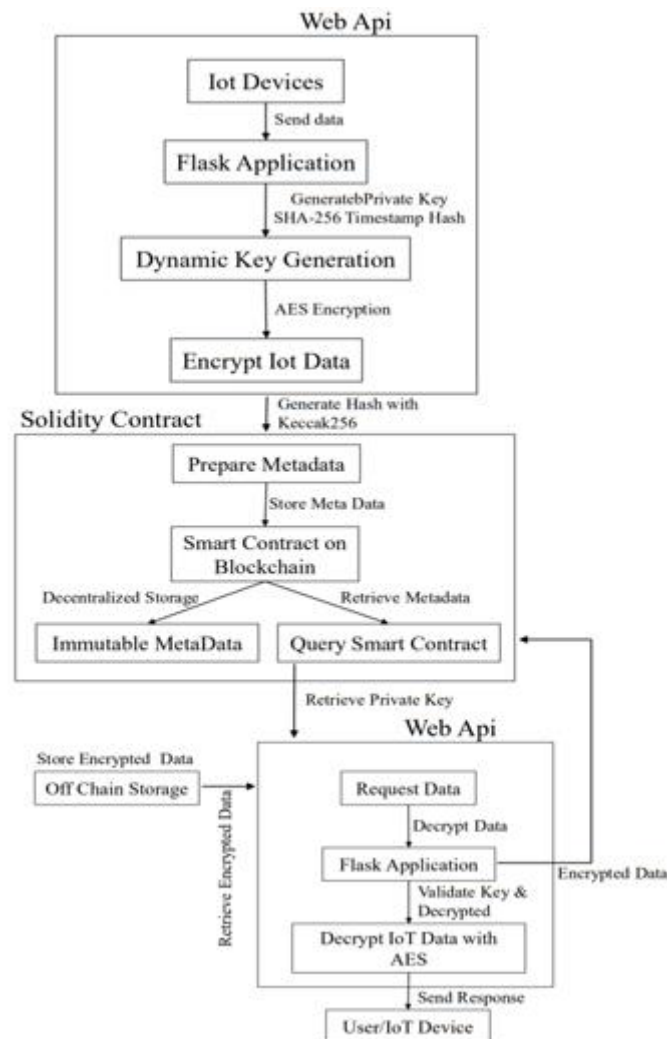 Web Api
Iot Devices
Send data
Flask Application
GeneratebPrivate Key
SHA-256 Timestamp Hash
Dynamic Key Generation
AES Encryption
Encrypt Iot Data
Generate Hash with
Keccak256
Solidity Contract
Prepare Metadata
Store Meta Data
Smart Contract on
Blockchain
Decentralized Storage
Retrieve Metadata
Immutable MetaData
Query Smart Contract
Retrieve Private Key
Web Api
Store Encrypted Data
Off Chain Storage
Retrieve Encrypted Data
Request Data
Decrypt Data
Flask Application
Encrypted Data
Validate Key &
Decrypted
Decrypt IoT Data with
AES
Send Response
User/IoT Device